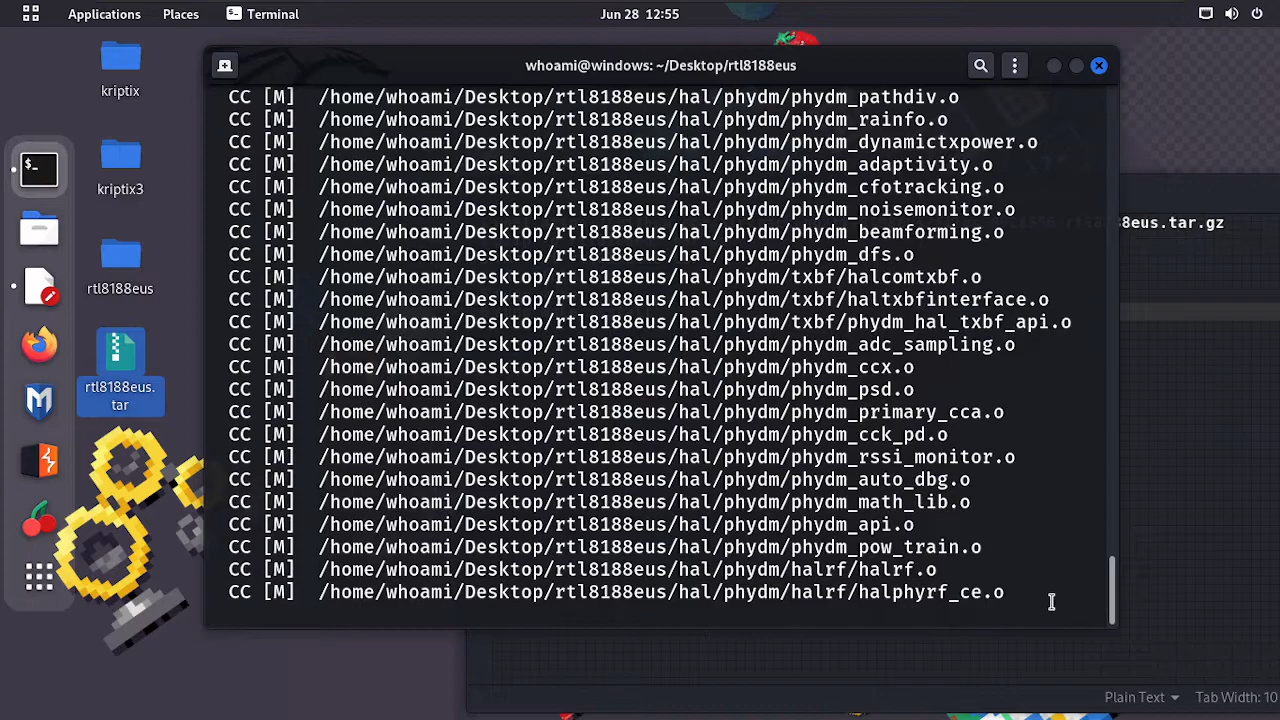 Applications Places Terminal Jun 28 12:55
kriptix
kriptix3
rtl8188eus
rtl8188eus.
tar
whoami@windows: ~/Desktop/rtl8188eus
CC [M] /home/whoami/Desktop/rtl8188eus/hal/phydm/phydm_pathdiv.o
CC [M] /home/whoami/Desktop/rtl8188eus/hal/phydm/phydm_rainfo.o
CC [M] /home/whoami/Desktop/rtl8188eus/hal/phydm/phydm_dynamictxpower.o
CC [M] /home/whoami/Desktop/rtl8188eus/hal/phydm/phydm_adaptivity.o
CC [M] /home/whoami/Desktop/rtl8188eus/hal/phydm/phydm_cfotracking.o
CC [M] /home/whoami/Desktop/rtl8188eus/hal/phydm/phydm_noisemonitor.o
CC [M] /home/whoami/Desktop/rtl8188eus/hal/phydm/phydm_beamforming.o
CC [M] /home/whoami/Desktop/rtl8188eus/hal/phydm/phydm_dfs.o
CC [M] /home/whoami/Desktop/rtl8188eus/hal/phydm/txbf/halcomtxbf.o
CC [M] /home/whoami/Desktop/rtl8188eus/hal/phydm/txbf/haltxbfinterface.o
CC [M] /home/whoami/Desktop/rtl8188eus/hal/phydm/txbf/phydm_hal_txbf_api.o
CC [M] /home/whoami/Desktop/rtl8188eus/hal/phydm/phydm_adc_sampling.o
CC [M] /home/whoami/Desktop/rtl8188eus/hal/phydm/phydm_ccx.o
CC [M] /home/whoami/Desktop/rtl8188eus/hal/phydm/phydm_psd.o
CC [M] /home/whoami/Desktop/rtl8188eus/hal/phydm/phydm_primary_cca.o
CC [M] /home/whoami/Desktop/rtl8188eus/hal/phydm/phydm_cck_pd.o
CC [M] /home/whoami/Desktop/rtl8188eus/hal/phydm/phydm_rssi_monitor.o
CC [M] /home/whoami/Desktop/rtl8188eus/hal/phydm/phydm_auto_dbg.o
CC [M] /home/whoami/Desktop/rtl8188eus/hal/phydm/phydm_math_lib.o
CC [M] /home/whoami/Desktop/rtl8188eus/hal/phydm/phydm_api.o
CC [M] /home/whoami/Desktop/rtl8188eus/hal/phydm/phydm_pow_train.o
CC [M] /home/whoami/Desktop/rtl8188eus/hal/phydm/halrf/halrf.o
CC [M] /home/whoami/Desktop/rtl8188eus/hal/phydm/halrf/halphyrf_ce.o
rtl8188eus.tar.gz
Plain Text Tab Width: 10